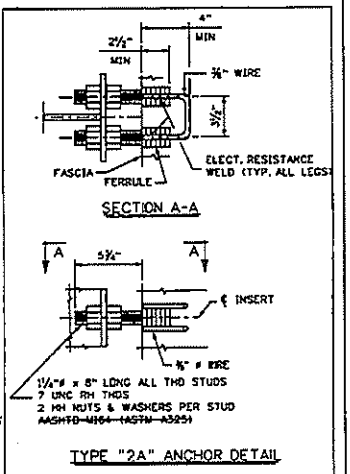 4"
MIN
2½"
MIN
⅜" WIRE
3½"
ELECT. RESISTANCE
WELD (TYP. ALL LEGS)
FASCIA
FERRULE
SECTION A-A
A
A
5¾"
℄ INSERT
⅜" ø WIRE
1¼"ø x 8" LONG ALL THD STUDS
7 UNC RH THDS
2 HH NUTS & WASHERS PER STUD
AASHTO M164 (ASTM A325)
TYPE "2A" ANCHOR DETAIL